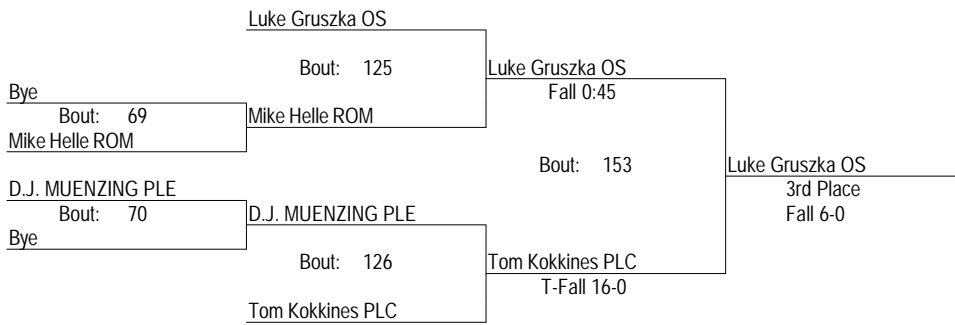 Luke Gruszka OS
Bout: 125
Luke Gruszka OS
Fall 0:45
Bye
Bout: 69
Mike Helle ROM
Mike Helle ROM
Bout: 153
Luke Gruszka OS
3rd Place
Fall 6-0
D.J. MUENZING PLE
Bout: 70
D.J. MUENZING PLE
Bye
Bout: 126
Tom Kokkines PLC
T-Fall 16-0
Tom Kokkines PLC